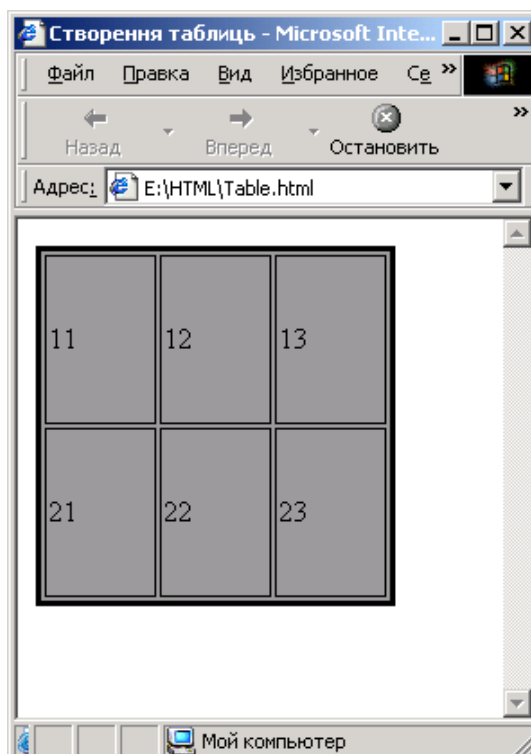 Створення таблиць - Microsoft Inte...
Файл Правка Вид Избранное Се »
Назад Вперед Остановить »
Адрес: E:\HTML\Table.html
11 12 13
21 22 23
Мой компьютер